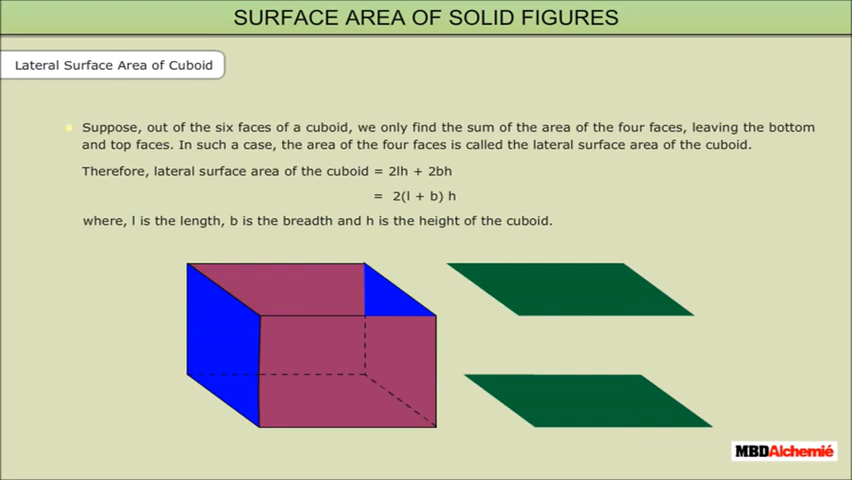 SURFACE AREA OF SOLID FIGURES
Lateral Surface Area of Cuboid
Suppose, out of the six faces of a cuboid, we only find the sum of the area of the four faces, leaving the bottom
and top faces. In such a case, the area of the four faces is called the lateral surface area of the cuboid.
Therefore, lateral surface area of the cuboid = 2lh + 2bh
= 2(l + b) h
where, l is the length, b is the breadth and h is the height of the cuboid.
MBDAlchemié